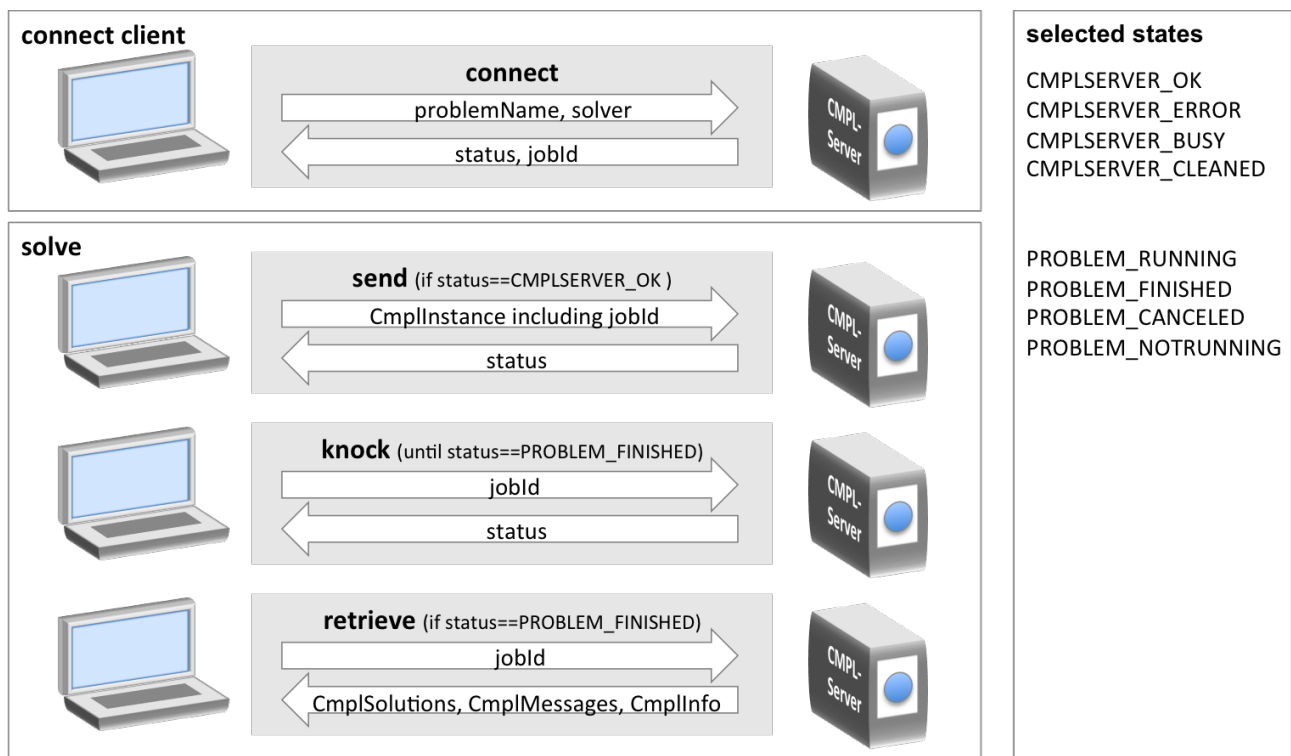 connect client
connect
problemName, solver
status, jobId
CMPL-
Server
solve
send (if status==CMPLSERVER_OK )
CmplInstance including jobId
status
CMPL-
Server
knock (until status==PROBLEM_FINISHED)
jobId
status
CMPL-
Server
retrieve (if status==PROBLEM_FINISHED)
jobId
CmplSolutions, CmplMessages, CmplInfo
CMPL-
Server
selected states
CMPLSERVER_OK
CMPLSERVER_ERROR
CMPLSERVER_BUSY
CMPLSERVER_CLEANED
PROBLEM_RUNNING
PROBLEM_FINISHED
PROBLEM_CANCELED
PROBLEM_NOTRUNNING